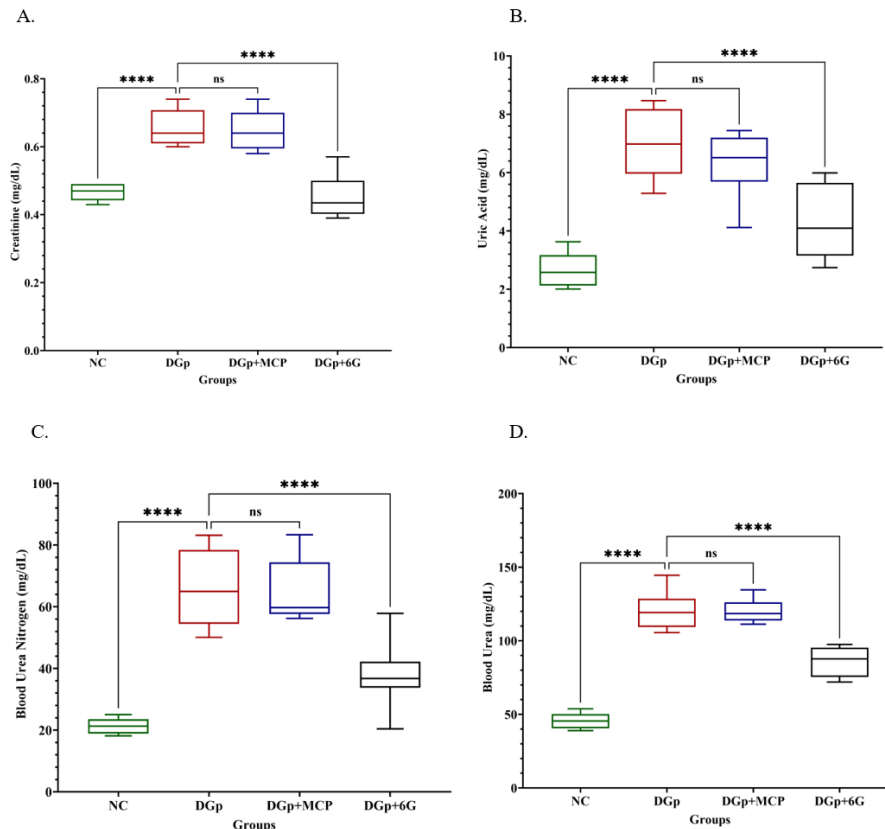 A.
****
****
ns
Creatinine (mg/dL)
0.8
0.6
0.4
0.2
0.0
NC DGp DGp+MCP DGp+6G
Groups
B.
****
****
ns
Uric Acid (mg/dL)
10
8
6
4
2
0
NC DGp DGp+MCP DGp+6G
Groups
C.
****
****
ns
Blood Urea Nitrogen (mg/dL)
100
80
60
40
20
0
NC DGp DGp+MCP DGp+6G
Groups
D.
****
****
ns
Blood Urea (mg/dL)
200
150
100
50
0
NC DGp DGp+MCP DGp+6G
Groups